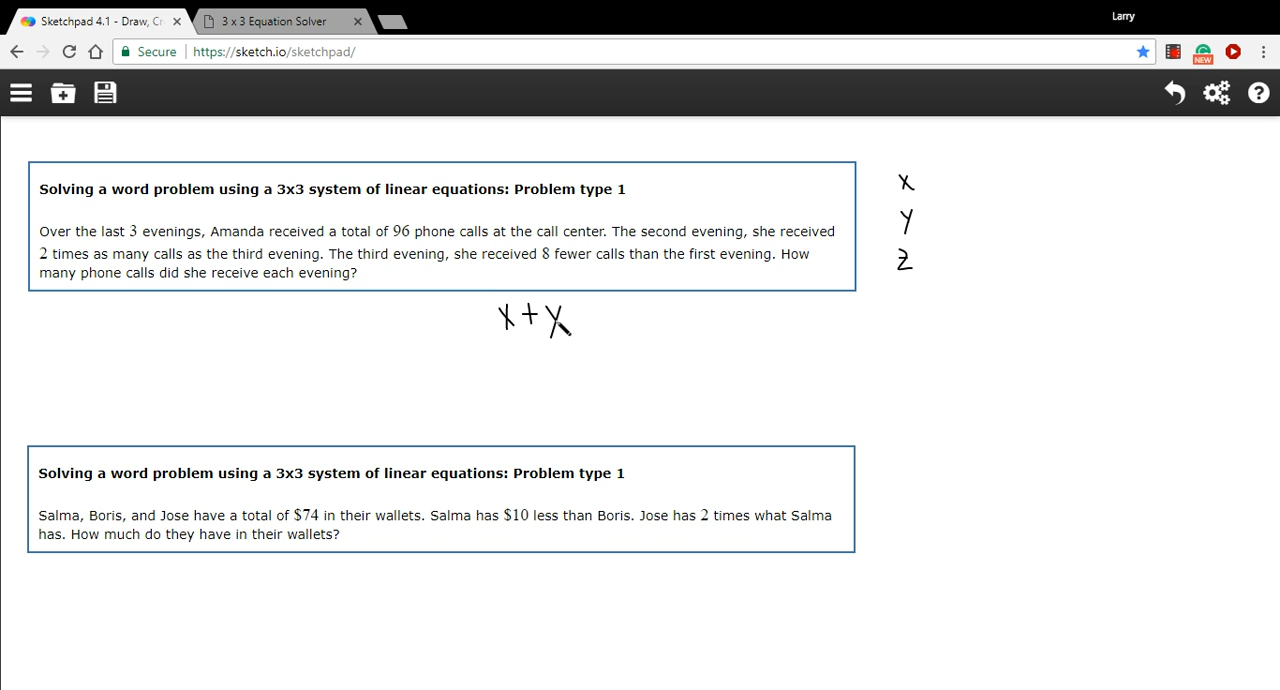 Larry
Sketchpad 4.1 - Draw, Cr
3 x 3 Equation Solver
Secure
https://sketch.io/sketchpad/
NEW
Solving a word problem using a 3x3 system of linear equations: Problem type 1
Over the last 3 evenings, Amanda received a total of 96 phone calls at the call center. The second evening, she received
2 times as many calls as the third evening. The third evening, she received 8 fewer calls than the first evening. How
many phone calls did she receive each evening?
x
y
z
x + y
Solving a word problem using a 3x3 system of linear equations: Problem type 1
Salma, Boris, and Jose have a total of $74 in their wallets. Salma has $10 less than Boris. Jose has 2 times what Salma
has. How much do they have in their wallets?